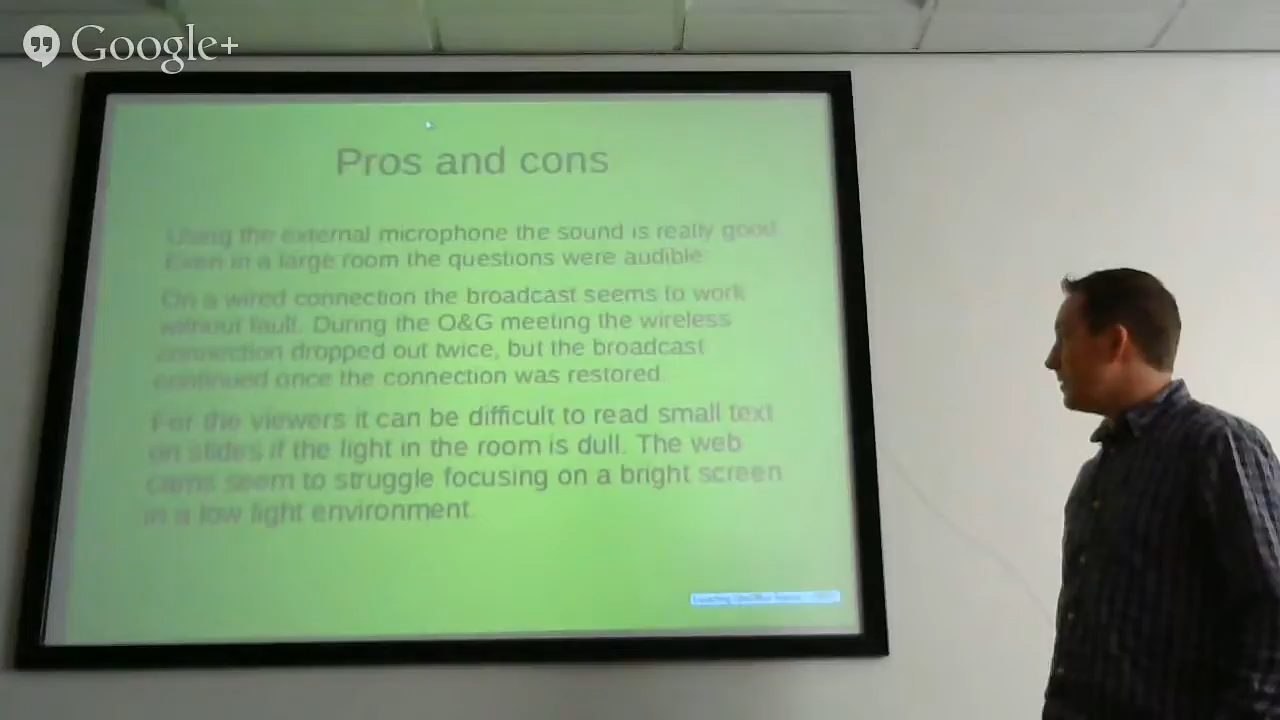 Google+
Pros and cons
Using the external microphone the sound is really good.
Even in a large room the questions were audible.
On a wired connection the broadcast seems to work
without fault. During the O&G meeting the wireless
connection dropped out twice, but the broadcast
continued once the connection was restored.
For the viewers it can be difficult to read small text
on slides if the light in the room is dull. The web
cams seem to struggle focusing on a bright screen
in a low light environment.